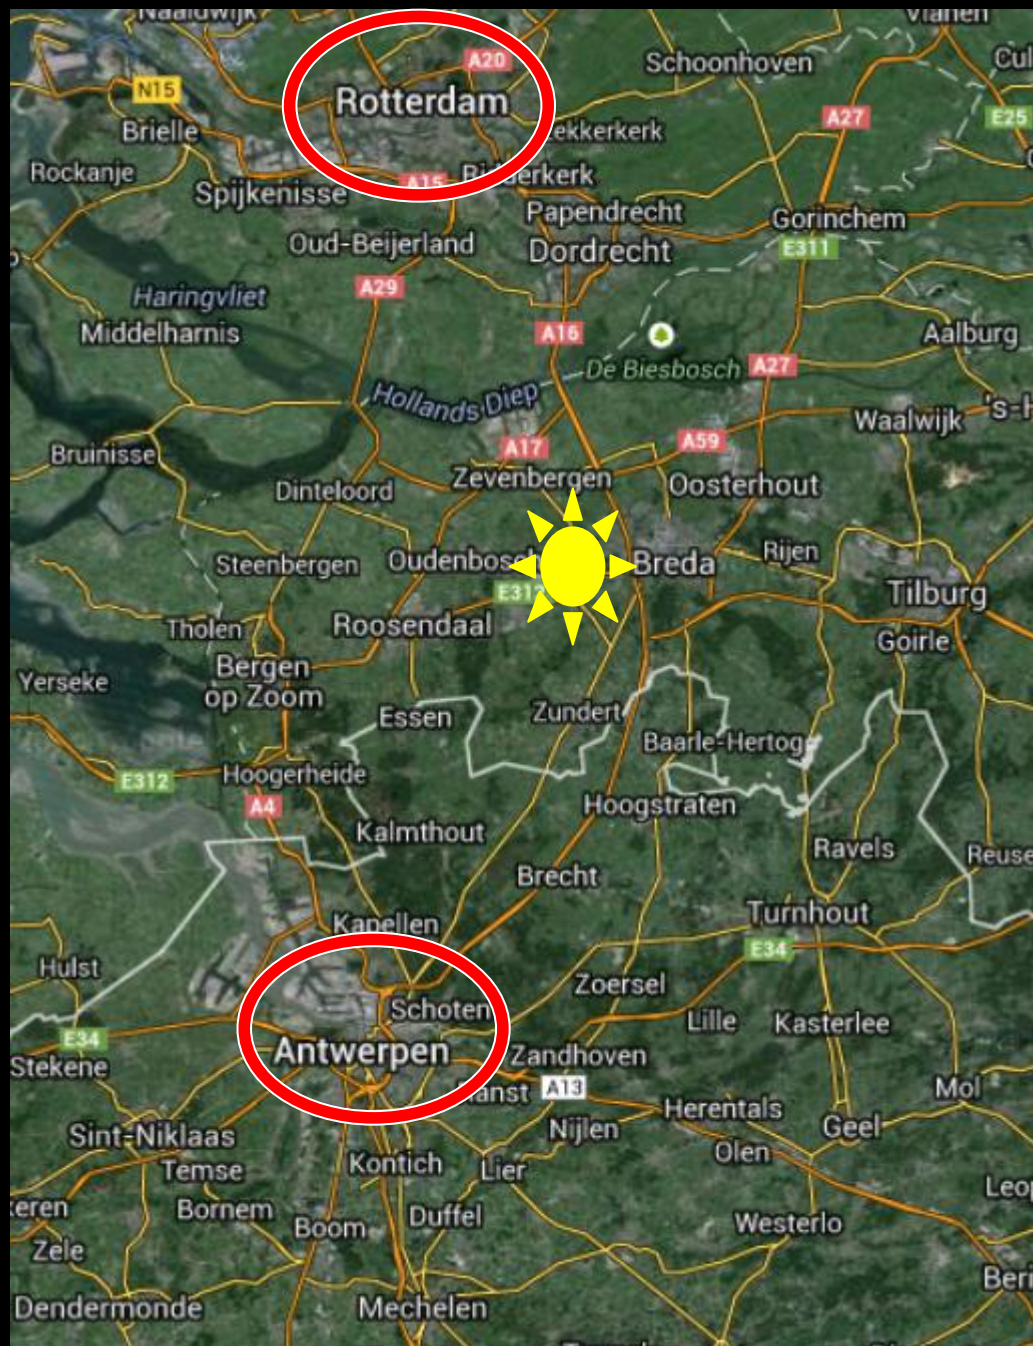 Naaldwijk
Vianen
A20
Schoonhoven
N15
Rotterdam
A27
E25
Brielle
Rockanje
A15
Spijkenisse
Papendrecht
Gorinchem
Oud-Beijerland
Dordrecht
E311
A29
Haringvliet
Middelharnis
A16
Aalburg
De Biesbosch
A27
Hollands Diep
Waalwijk
A17
A59
Bruinisse
Zevenbergen
Oosterhout
Dinteloord
Steenbergen
Breda
Rijen
Tilburg
Roosendaal
Tholen
Goirle
Bergen
op Zoom
Yerseke
Essen
Zundert
Baarle-Hertog
E312
Hoogerheide
A4
Hoogstraten
Kalmthout
Ravels
Brecht
Turnhout
Kapellen
E34
Hulst
Zoersel
Schoten
Lille
Kasterlee
E34
Antwerpen
Zandhoven
Stekene
A13
Mol
Herentals
Nijlen
Geel
Sint-Niklaas
Olen
Temse
Kontich
Lier
Bornem
Duffel
Boom
Westerlo
Zele
Dendermonde
Mechelen